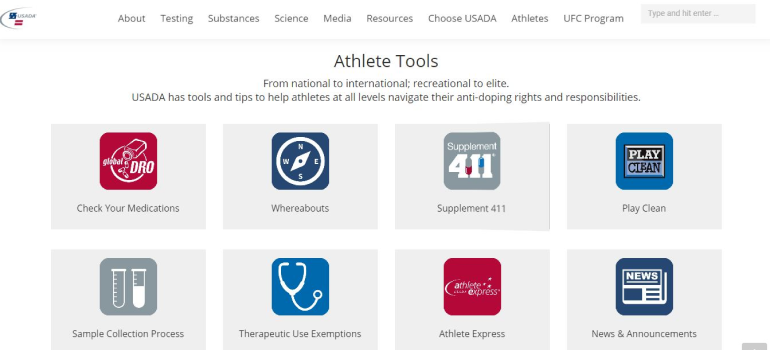 USADA
About Testing Substances Science Media Resources Choose USADA Athletes UFC Program
Type and hit enter ...
Athlete Tools
From national to international; recreational to elite.
USADA has tools and tips to help athletes at all levels navigate their anti-doping rights and responsibilities.
global DRO
Check Your Medications
N
W E
S
Whereabouts
Supplement
411
Supplement 411
PLAY
CLEAN
Play Clean
Sample Collection Process
Therapeutic Use Exemptions
athlete
express
Athlete Express
NEWS
News & Announcements